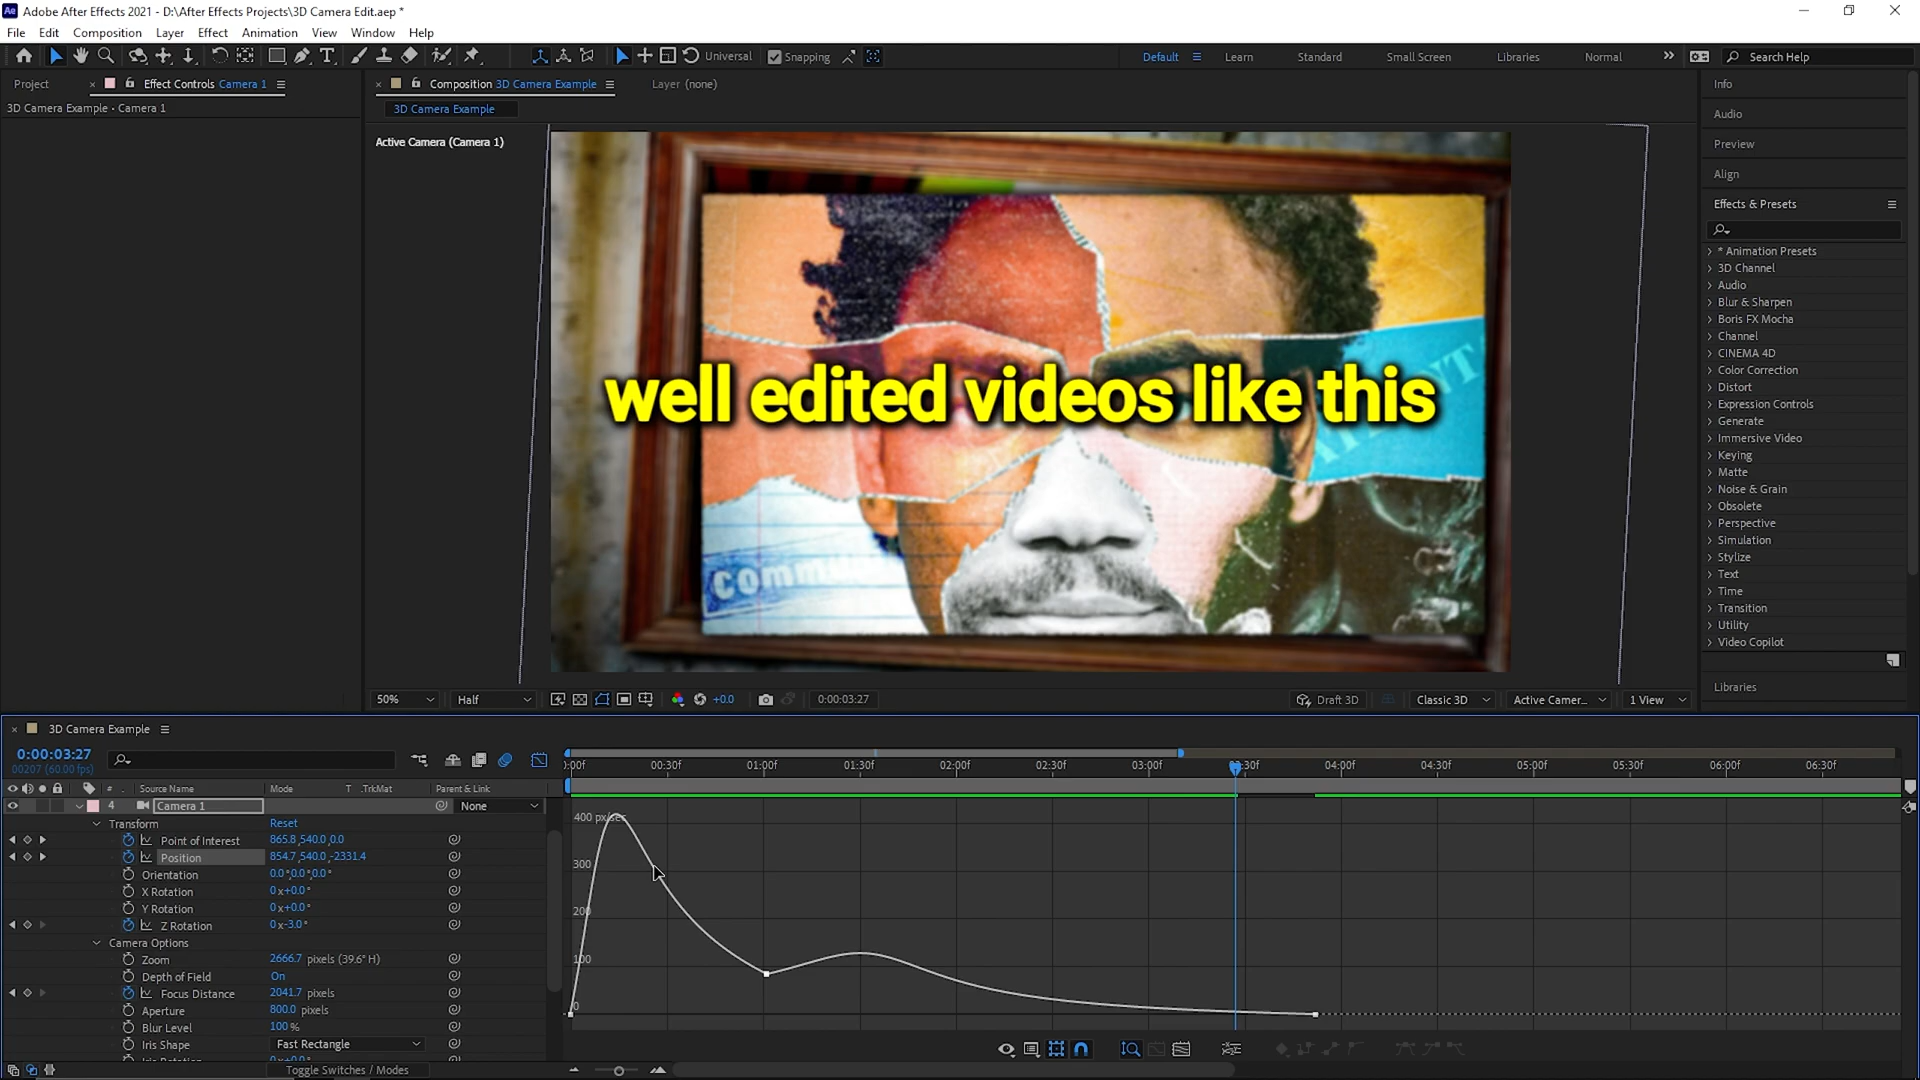 Ae Adobe After Effects 2021 - D:\After Effects Projects\3D Camera Edit.aep *
File Edit Composition Layer Effect Animation View Window Help
Universal Snapping Default Learn Standard Small Screen Libraries Normal Search Help
Project Effect Controls Camera 1 Composition 3D Camera Example Layer (none)
3D Camera Example • Camera 1
3D Camera Example
Active Camera (Camera 1)
well edited videos like this
Info
Audio
Preview
Align
Effects & Presets
* Animation Presets
3D Channel
Audio
Blur & Sharpen
Boris FX Mocha
Channel
CINEMA 4D
Color Correction
Distort
Expression Controls
Generate
Immersive Video
Keying
Matte
Noise & Grain
Obsolete
Perspective
Simulation
Stylize
Text
Time
Transition
Utility
Video Copilot
Libraries
50% Half +0.0 0:00:03:27 Draft 3D Classic 3D Active Camer... 1 View
3D Camera Example
0:00:03:27
00207 (60.00 fps)
00:30f 01:00f 01:30f 02:00f 02:30f 03:00f 04:00f 04:30f 05:00f 05:30f 06:00f 06:30f
# Source Name Mode T .TrkMat Parent & Link
4 Camera 1 None
Transform Reset
Point of Interest 865.8,540.0,0.0
Position 854.7,540.0,-2331.4
Orientation 0.0°,0.0°,0.0°
X Rotation 0x+0.0°
Y Rotation 0x+0.0°
Z Rotation 0x-3.0°
Camera Options
Zoom 2666.7 pixels (39.6° H)
Depth of Field On
Focus Distance 2041.7 pixels
Aperture 800.0 pixels
Blur Level 100 %
Iris Shape Fast Rectangle
Toggle Switches / Modes
400 px/sec
300
200
100
0